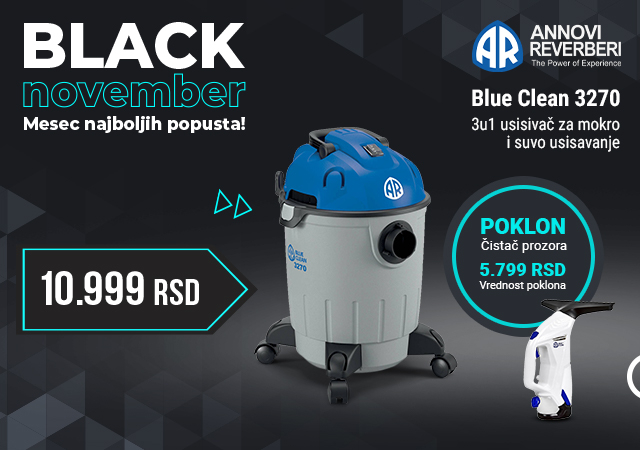 BLACK
november
Mesec najboljih popusta!
AR
ANNOVI
REVERBERI
The Power of Experience
Blue Clean 3270
3u1 usisivač za mokro
i suvo usisavanje
AR
AR
BLUE
CLEAN
3270
10.999 RSD
POKLON
Čistač prozora
5.799 RSD
Vrednost poklona